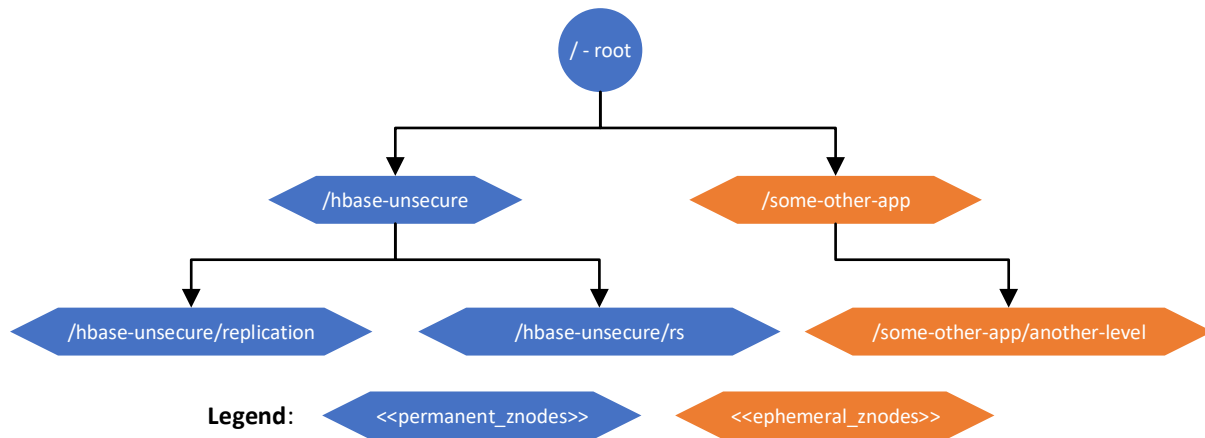 / - root
/hbase-unsecure
/some-other-app
/hbase-unsecure/replication
/hbase-unsecure/rs
/some-other-app/another-level
Legend:
<<permanent_znodes>>
<<ephemeral_znodes>>